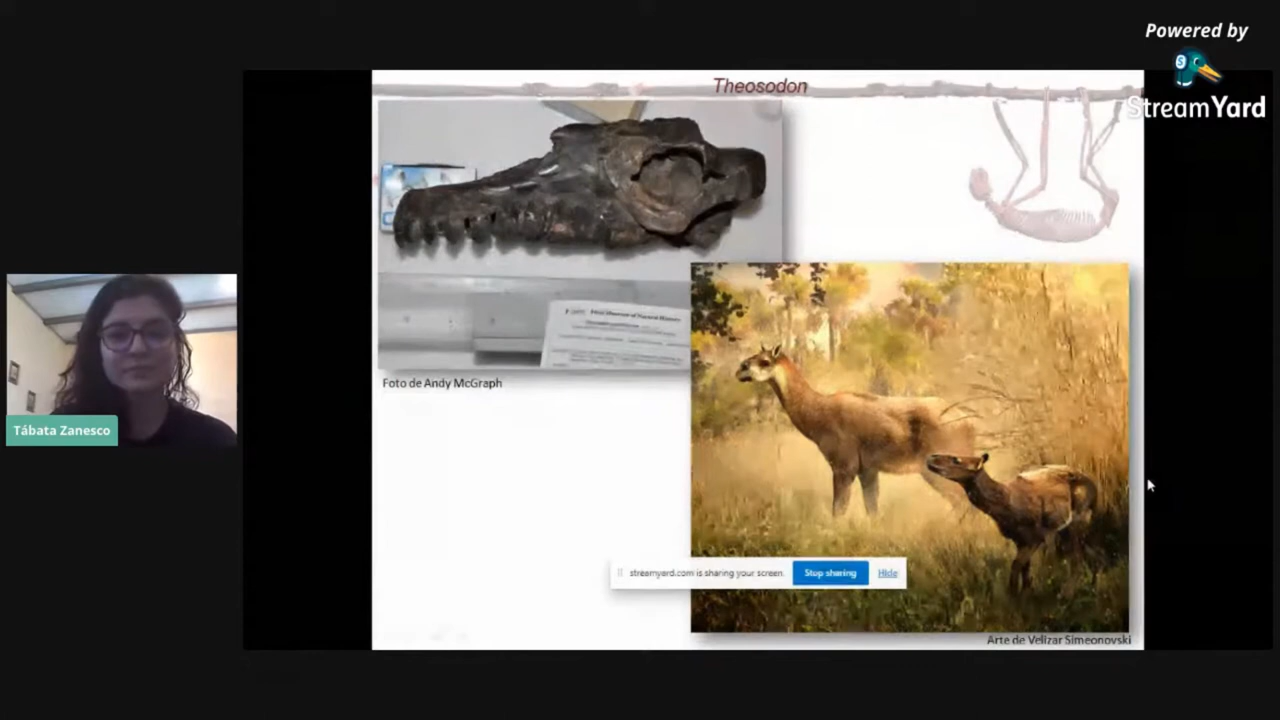 Powered by
StreamYard
Theosodon
Foto de Andy McGraph
Tábata Zanesco
streamyard.com is sharing your screen.
Stop sharing
Hide
Arte de Velizar Simeonovski